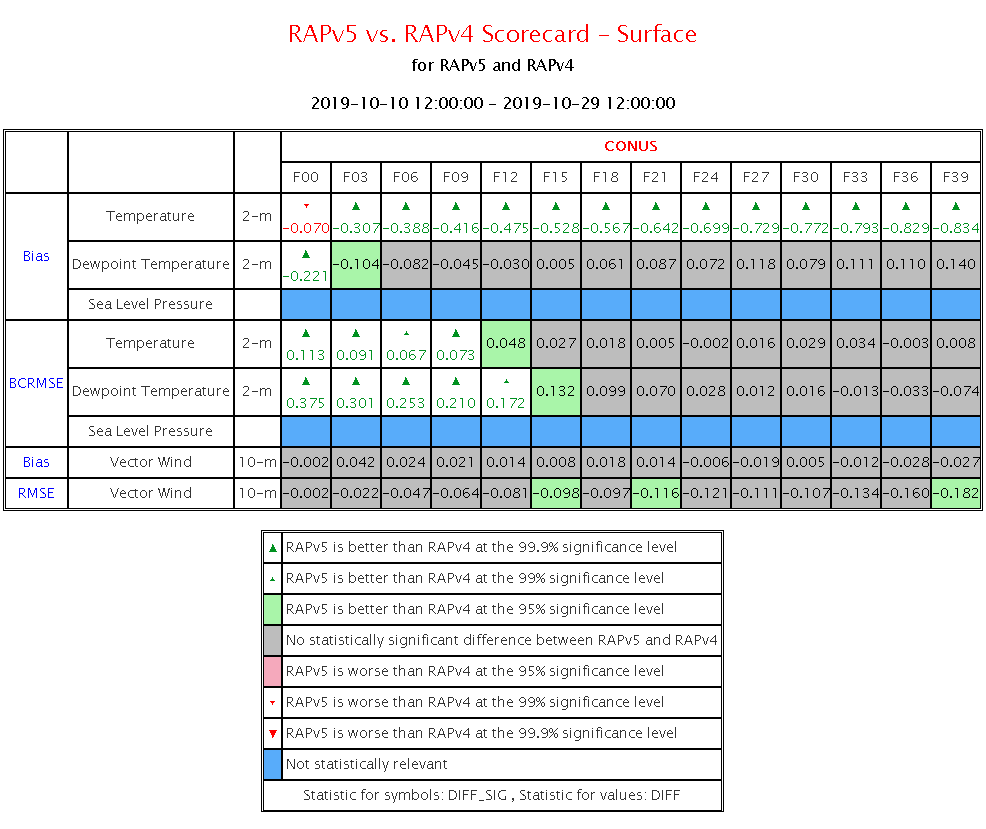 RAPv5 vs. RAPv4 Scorecard - Surface
for RAPv5 and RAPv4
2019-10-10 12:00:00 - 2019-10-29 12:00:00
CONUS
F00 F03 F06 F09 F12 F15 F18 F21 F24 F27 F30 F33 F36 F39
Bias
Temperature 2-m -0.070 -0.307 -0.388 -0.416 -0.475 -0.528 -0.567 -0.642 -0.699 -0.729 -0.772 -0.793 -0.829 -0.834
Dewpoint Temperature 2-m -0.221 -0.104 -0.082 -0.045 -0.030 0.005 0.061 0.087 0.072 0.118 0.079 0.111 0.110 0.140
Sea Level Pressure
BCRMSE
Temperature 2-m 0.113 0.091 0.067 0.073 0.048 0.027 0.018 0.005 -0.002 0.016 0.029 0.034 -0.003 0.008
Dewpoint Temperature 2-m 0.375 0.301 0.253 0.210 0.172 0.132 0.099 0.070 0.028 0.012 0.016 -0.013 -0.033 -0.074
Sea Level Pressure
Bias Vector Wind 10-m -0.002 0.042 0.024 0.021 0.014 0.008 0.018 0.014 -0.006 -0.019 0.005 -0.012 -0.028 -0.027
RMSE Vector Wind 10-m -0.002 -0.022 -0.047 -0.064 -0.081 -0.098 -0.097 -0.116 -0.121 -0.111 -0.107 -0.134 -0.160 -0.182
RAPv5 is better than RAPv4 at the 99.9% significance level
RAPv5 is better than RAPv4 at the 99% significance level
RAPv5 is better than RAPv4 at the 95% significance level
No statistically significant difference between RAPv5 and RAPv4
RAPv5 is worse than RAPv4 at the 95% significance level
RAPv5 is worse than RAPv4 at the 99% significance level
RAPv5 is worse than RAPv4 at the 99.9% significance level
Not statistically relevant
Statistic for symbols: DIFF_SIG , Statistic for values: DIFF